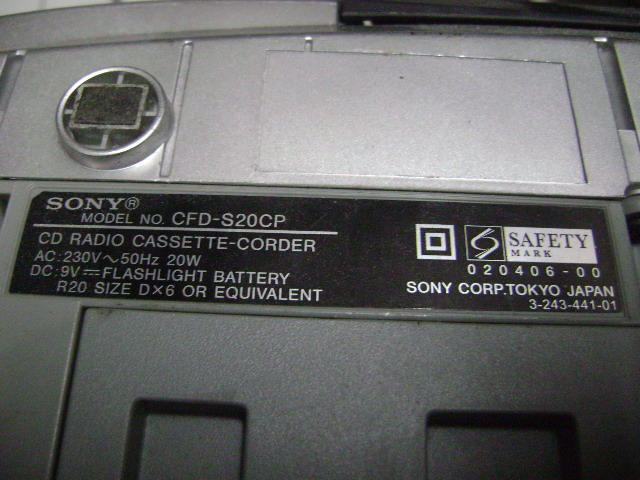 SONY®
MODEL NO. CFD-S20CP
CD RADIO CASSETTE-CORDER
AC: 230V～50Hz 20W
DC: 9V⎓FLASHLIGHT BATTERY
R20 SIZE D×6 OR EQUIVALENT
S SAFETY
MARK
020406-00
SONY CORP.TOKYO JAPAN
3-243-441-01